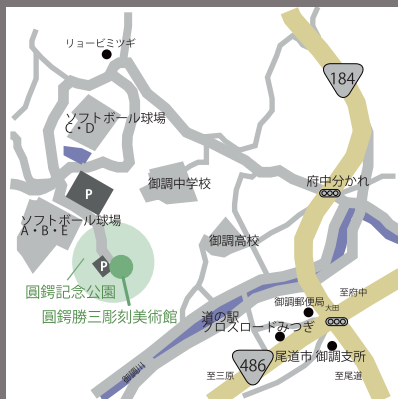 リョービミツギ
184
ソフトボール球場
C・D
P
御調中学校
府中分かれ
ソフトボール球場
A・B・E
御調高校
P
圓鍔記念公園
圓鍔勝三彫刻美術館
至府中
御調郵便局
大田
道の駅
クロスロードみつぎ
尾道市 御調支所
486
至三原
至尾道